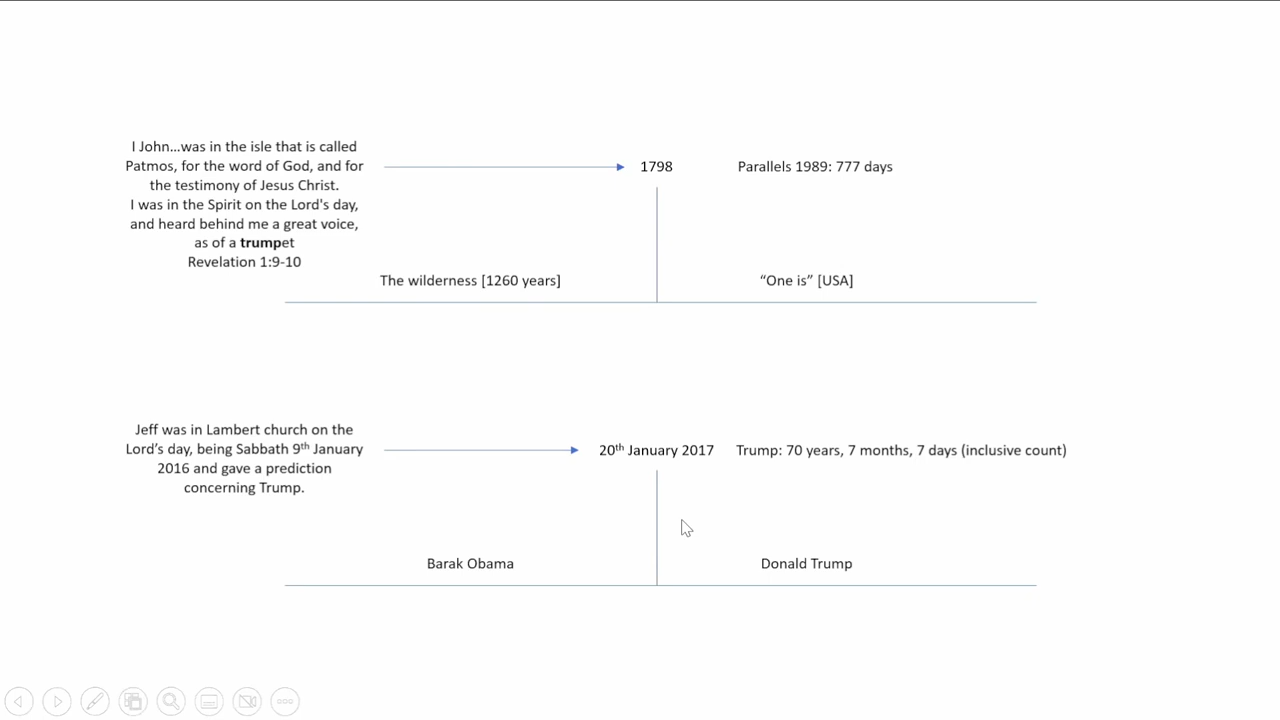 I John...was in the isle that is called
Patmos, for the word of God, and for
the testimony of Jesus Christ.
I was in the Spirit on the Lord's day,
and heard behind me a great voice,
as of a trumpet
Revelation 1:9-10
1798
Parallels 1989: 777 days
The wilderness [1260 years]
“One is” [USA]
Jeff was in Lambert church on the
Lord’s day, being Sabbath 9th January
2016 and gave a prediction
concerning Trump.
20th January 2017
Trump: 70 years, 7 months, 7 days (inclusive count)
Barak Obama
Donald Trump